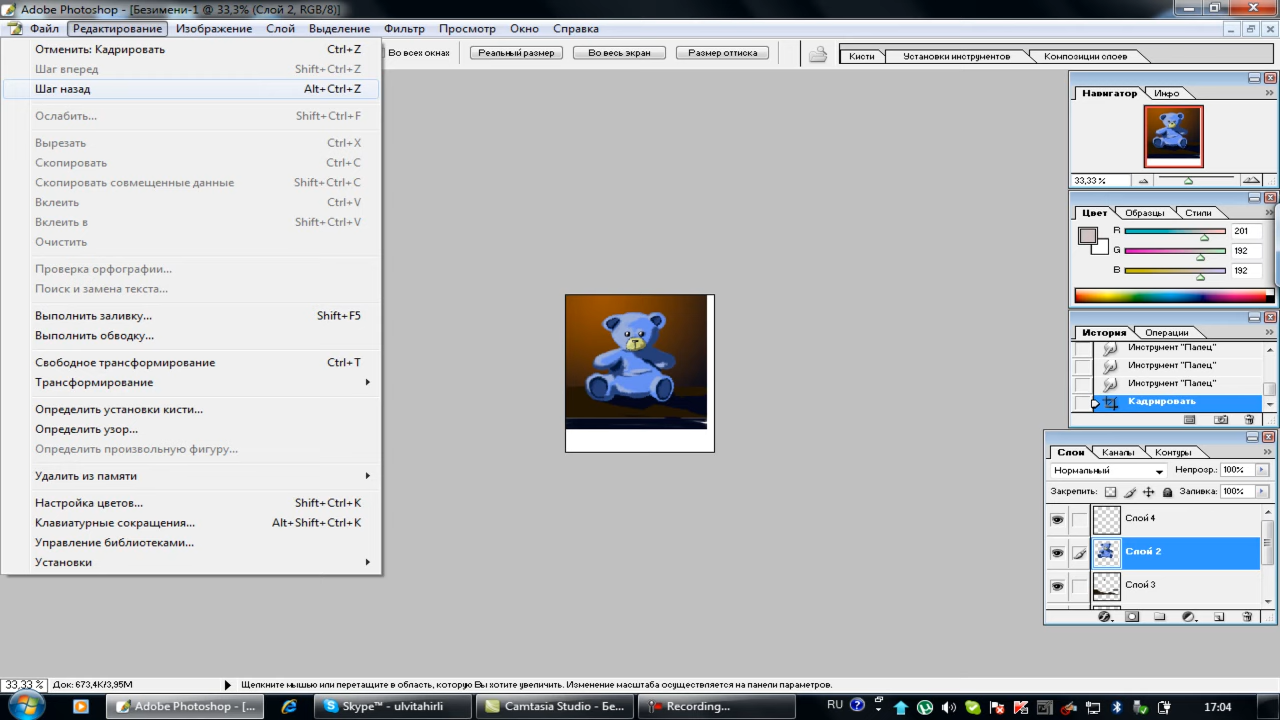 Adobe Photoshop - [Безимени-1 @ 33,3% (Слой 2, RGB/8)]
Файл Редактирование Изображение Слой Выделение Фильтр Просмотр Окно Справка
Во всех окнах Реальный размер Во весь экран Размер оттиска Кисти Установки инструментов Композиции слоев
Отменить: Кадрировать Ctrl+Z
Шаг вперед Shift+Ctrl+Z
Шаг назад Alt+Ctrl+Z
Ослабить... Shift+Ctrl+F
Вырезать Ctrl+X
Скопировать Ctrl+C
Скопировать совмещенные данные Shift+Ctrl+C
Вклеить Ctrl+V
Вклеить в Shift+Ctrl+V
Очистить
Проверка орфографии...
Поиск и замена текста...
Выполнить заливку... Shift+F5
Выполнить обводку...
Свободное трансформирование Ctrl+T
Трансформирование
Определить установки кисти...
Определить узор...
Определить произвольную фигуру...
Удалить из памяти
Настройка цветов... Shift+Ctrl+K
Клавиатурные сокращения... Alt+Shift+Ctrl+K
Управление библиотеками...
Установки
Навигатор Инфо
33,33 %
Цвет Образцы Стили
R 201
G 192
B 192
История Операции
Инструмент "Палец"
Инструмент "Палец"
Инструмент "Палец"
Кадрировать
Слои Каналы Контуры
Нормальный Непрозр.: 100%
Закрепить: Заливка: 100%
Слой 4
Слой 2
Слой 3
33,33 % Док: 673,4K/3,95M Щелкните мышью или перетащите в область, которую Вы хотите увеличить. Изменение масштаба осуществляется на панели параметров.
Adobe Photoshop - [... Skype™ - ulvitahirli Camtasia Studio - Бе... Recording... RU 17:04